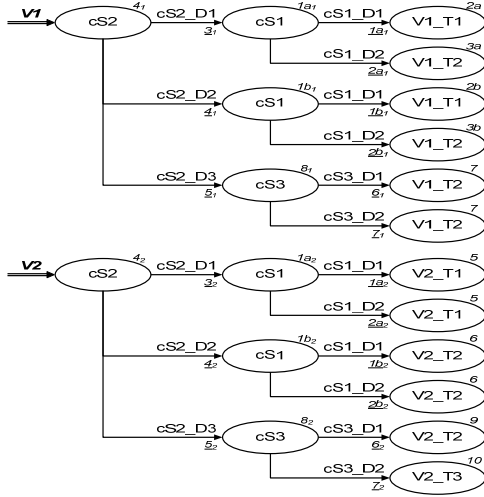 V1 cS2 4₁ cS2_D1 3₁ cS1 1a₁ cS1_D1 1a₁ V1_T1 2a
cS1_D2 2a₁ V1_T2 3a
cS2_D2 4₁ cS1 1b₁ cS1_D1 1b₁ V1_T1 2b
cS1_D2 2b₁ V1_T2 3b
cS2_D3 5₁ cS3 8₁ cS3_D1 6₁ V1_T2 7
cS3_D2 7₁ V1_T2 7
V2 cS2 4₂ cS2_D1 3₂ cS1 1a₂ cS1_D1 1a₂ V2_T1 5
cS1_D2 2a₂ V2_T1 5
cS2_D2 4₂ cS1 1b₂ cS1_D1 1b₂ V2_T2 6
cS1_D2 2b₂ V2_T2 6
cS2_D3 5₂ cS3 8₂ cS3_D1 6₂ V2_T2 9
cS3_D2 7₂ V2_T3 10